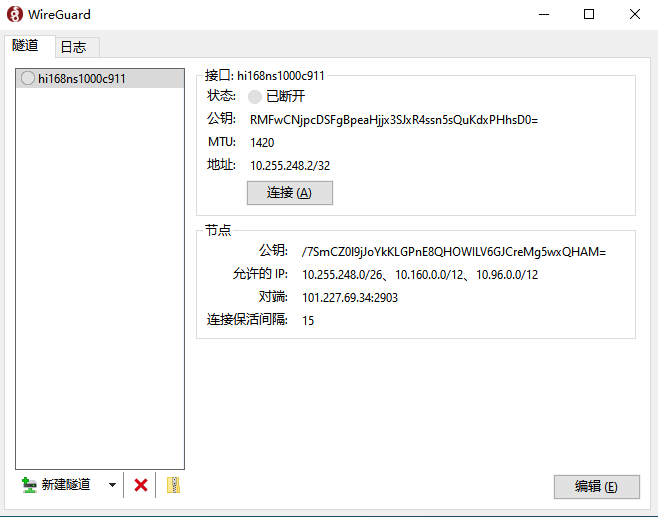 WireGuard
隧道 日志
hi168ns1000c911
接口: hi168ns1000c911
状态: 已断开
公钥: RMFwCNjpcDSFgBpeaHjjx3SJxR4ssn5sQuKdxPHhsD0=
MTU: 1420
地址: 10.255.248.2/32
连接 (A)
节点
公钥: /7SmCZ0I9jJoYkKLGPnE8QHOWILV6GJCreMg5wxQHAM=
允许的 IP: 10.255.248.0/26、10.160.0.0/12、10.96.0.0/12
对端: 101.227.69.34:2903
连接保活间隔: 15
新建隧道
编辑 (E)